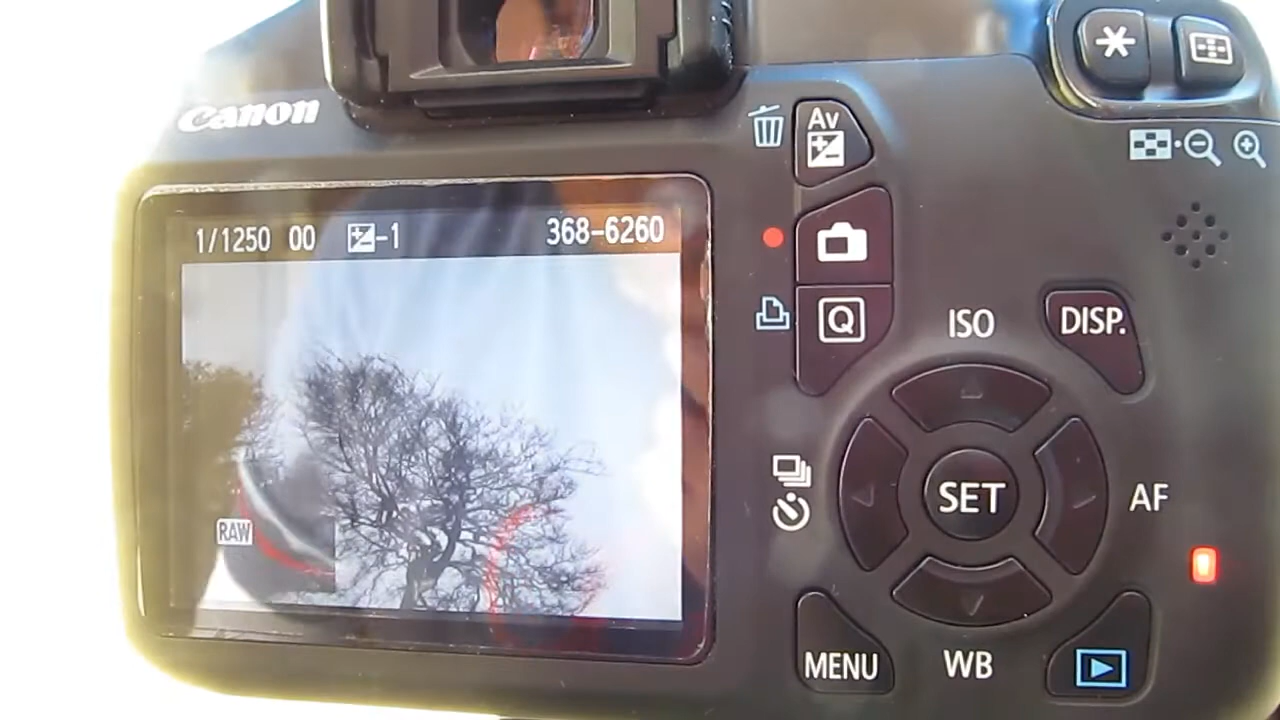 Canon
Av
1/1250 00 -1 368-6260
Q
ISO
DISP.
RAW
SET
AF
MENU
WB